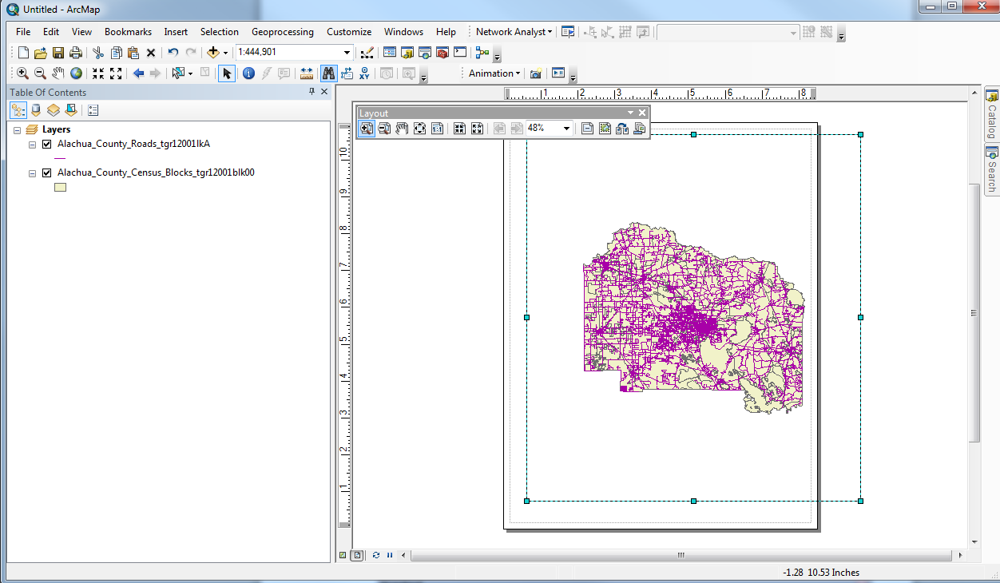 Untitled - ArcMap
File Edit View Bookmarks Insert Selection Geoprocessing Customize Windows Help Network Analyst
1:444,901
Animation
Table Of Contents
Layers
Alachua_County_Roads_tgr12001lkA
Alachua_County_Census_Blocks_tgr12001blk00
1 2 3 4 5 6 7 8
Layout
48%
10
9
8
7
6
5
4
3
2
1
Catalog
Search
-1.28 10.53 Inches